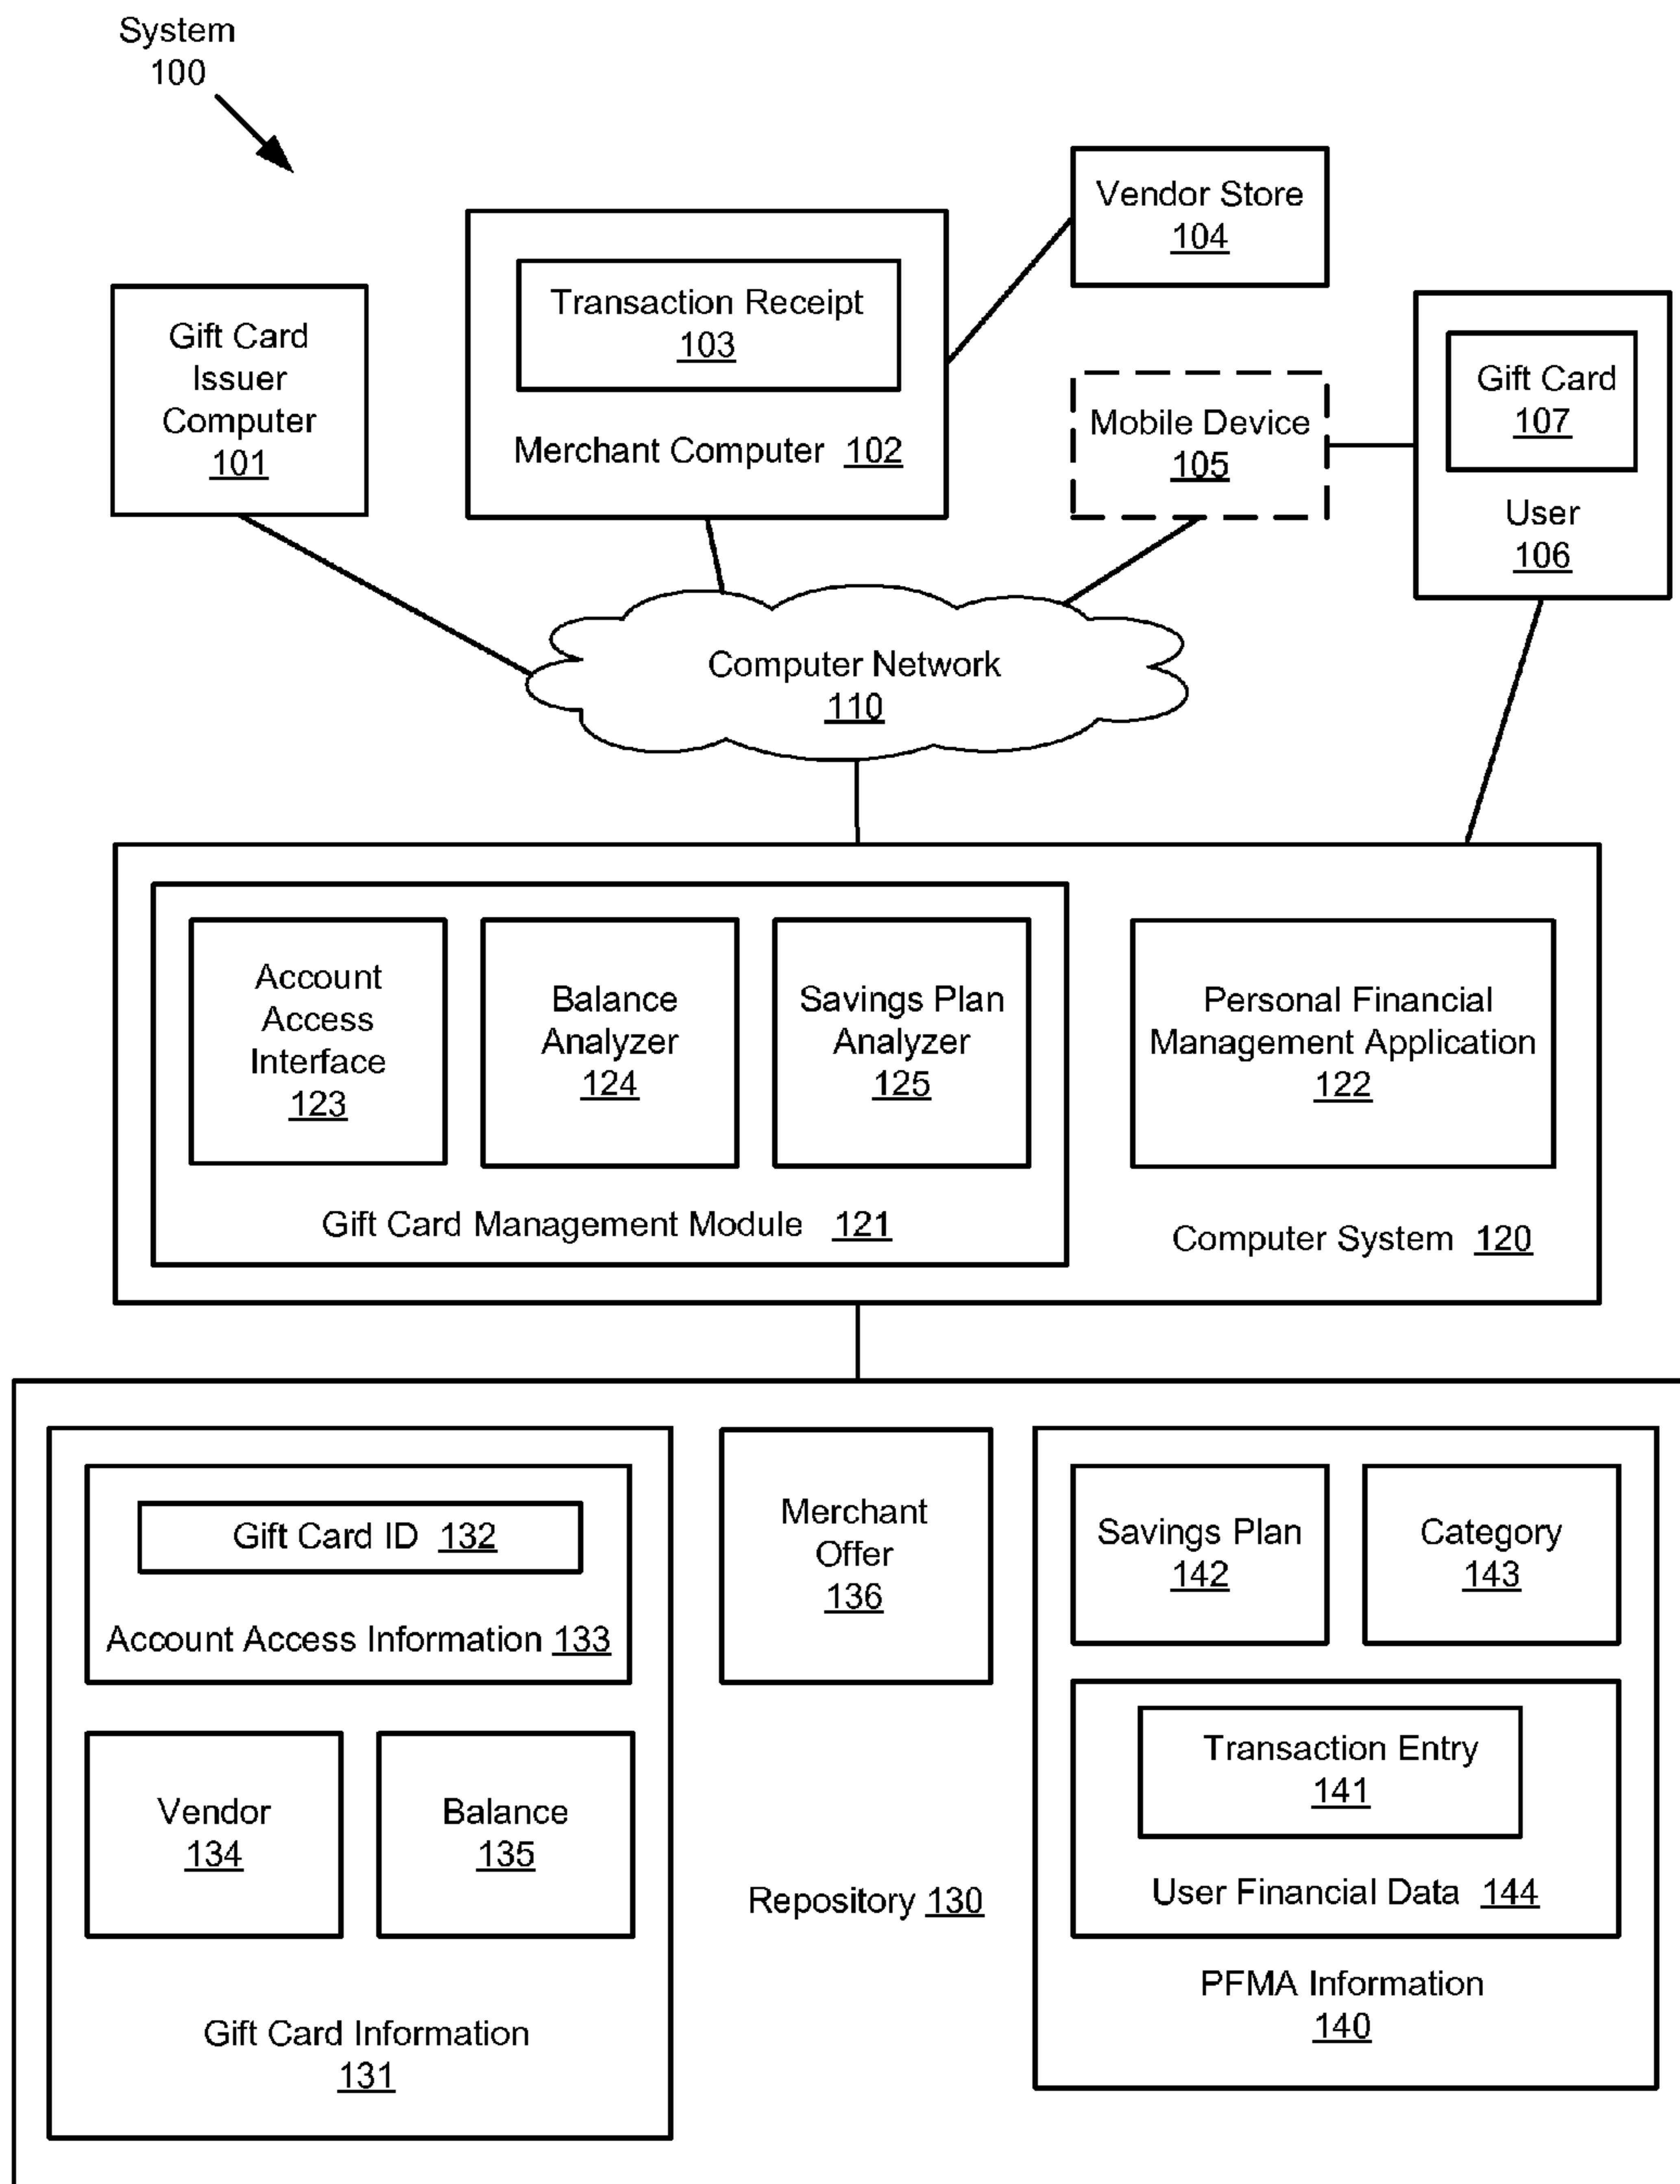 System
100
Vendor Store
104
Transaction Receipt
103
Merchant Computer 102
Gift Card
Issuer
Computer
101
Mobile Device
105
Gift Card
107
User
106
Computer Network
110
Account
Access
Interface
123
Balance
Analyzer
124
Savings Plan
Analyzer
125
Gift Card Management Module 121
Personal Financial
Management Application
122
Computer System 120
Gift Card ID 132
Account Access Information 133
Vendor
134
Balance
135
Gift Card Information
131
Merchant
Offer
136
Repository 130
Savings Plan
142
Category
143
Transaction Entry
141
User Financial Data 144
PFMA Information
140